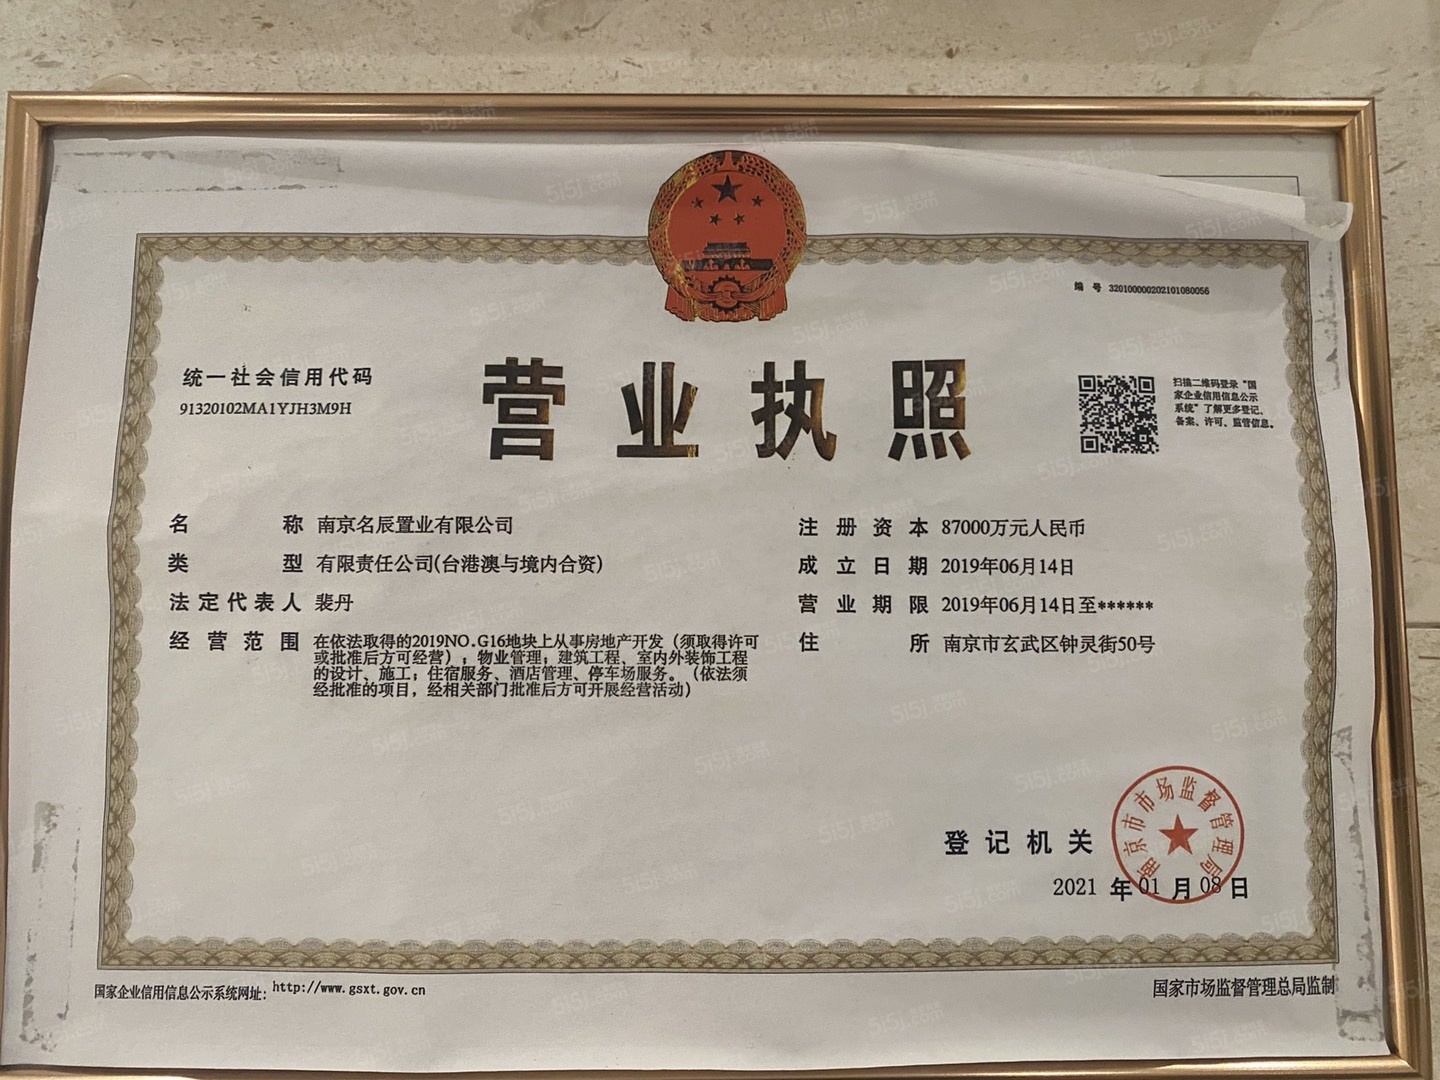 编 号 320100000202101080056
统一社会信用代码
91320102MA1YJH3M9H
营业执照
扫描二维码登录“国
家企业信用信息公示
系统”了解更多登记、
备案、许可、监管信息。
名 称 南京名辰置业有限公司
类 型 有限责任公司(台港澳与境内合资)
法定代表人 裴丹
经营范围 在依法取得的2019NO.G16地块上从事房地产开发（须取得许可
或批准后方可经营）；物业管理；建筑工程、室内外装饰工程
的设计、施工；住宿服务、酒店管理、停车场服务。（依法须
经批准的项目，经相关部门批准后方可开展经营活动）
注册资本 87000万元人民币
成立日期 2019年06月14日
营业期限 2019年06月14日至******
住 所 南京市玄武区钟灵街50号
登记机关
南京市市场监督管理局
2021 年 01 月 08 日
国家企业信用信息公示系统网址：http://www.gsxt.gov.cn
国家市场监督管理总局监制
5i5j.com